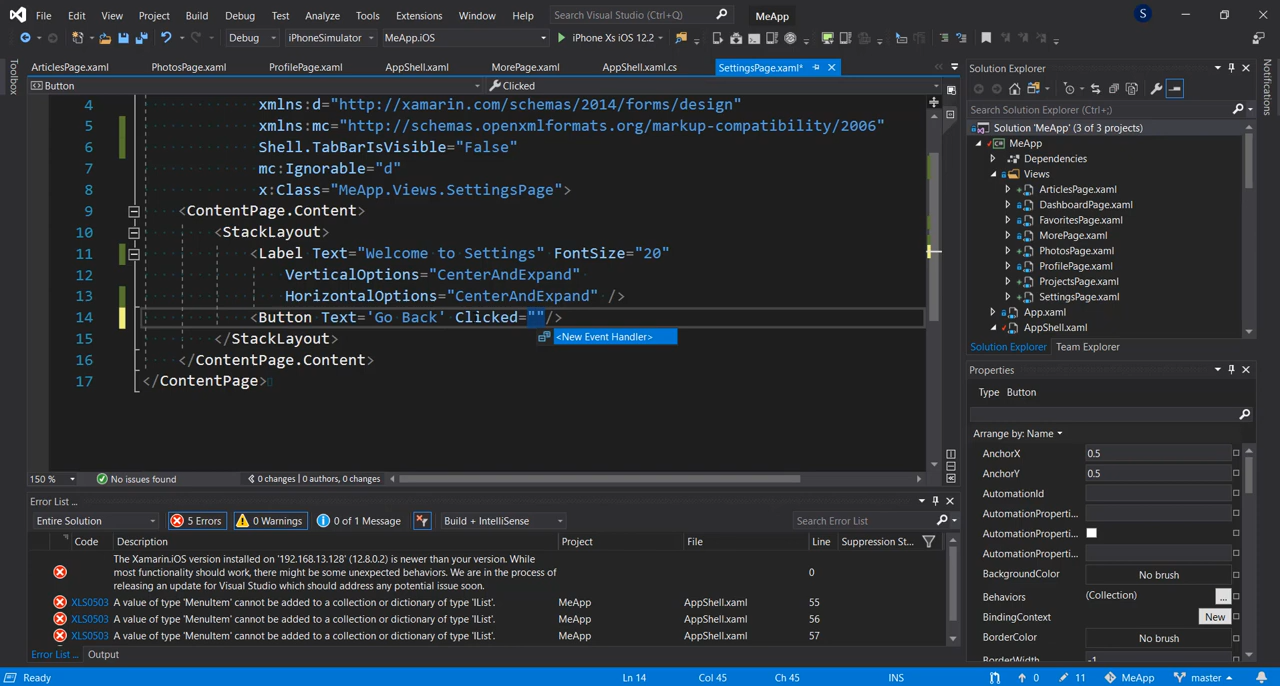 File Edit View Project Build Debug Test Analyze Tools Extensions Window Help Search Visual Studio (Ctrl+Q) MeApp S
Debug iPhoneSimulator MeApp.iOS iPhone Xs iOS 12.2
Toolbox
ArticlesPage.xaml PhotosPage.xaml ProfilePage.xaml AppShell.xaml MorePage.xaml AppShell.xaml.cs SettingsPage.xaml*
Button Clicked
4 xmlns:d="http://xamarin.com/schemas/2014/forms/design"
5 xmlns:mc="http://schemas.openxmlformats.org/markup-compatibility/2006"
6 Shell.TabBarIsVisible="False"
7 mc:Ignorable="d"
8 x:Class="MeApp.Views.SettingsPage">
9 <ContentPage.Content>
10 <StackLayout>
11 <Label Text="Welcome to Settings" FontSize="20"
12 VerticalOptions="CenterAndExpand"
13 HorizontalOptions="CenterAndExpand" />
14 <Button Text='Go Back' Clicked=""/>
<New Event Handler>
15 </StackLayout>
16 </ContentPage.Content>
17 </ContentPage>
150 % No issues found 0 changes | 0 authors, 0 changes
Error List ...
Entire Solution 5 Errors 0 Warnings 0 of 1 Message Build + IntelliSense Search Error List
Code Description Project File Line Suppression St...
The Xamarin.iOS version installed on '192.168.13.128' (12.8.0.2) is newer than your version. While
most functionality should work, there might be some unexpected behaviors. We are in the process of 0
releasing an update for Visual Studio which should address any potential issue soon.
XLS0503 A value of type 'MenuItem' cannot be added to a collection or dictionary of type 'IList'. MeApp AppShell.xaml 55
XLS0503 A value of type 'MenuItem' cannot be added to a collection or dictionary of type 'IList'. MeApp AppShell.xaml 56
XLS0503 A value of type 'MenuItem' cannot be added to a collection or dictionary of type 'IList'. MeApp AppShell.xaml 57
Error List ... Output
Solution Explorer
Search Solution Explorer (Ctrl+;)
Solution 'MeApp' (3 of 3 projects)
MeApp
Dependencies
Views
ArticlesPage.xaml
DashboardPage.xaml
FavoritesPage.xaml
MorePage.xaml
PhotosPage.xaml
ProfilePage.xaml
ProjectsPage.xaml
SettingsPage.xaml
App.xaml
AppShell.xaml
Solution Explorer Team Explorer
Properties
Type Button
Arrange by: Name
AnchorX 0.5
AnchorY 0.5
AutomationId
AutomationProperti...
AutomationProperti...
AutomationProperti...
BackgroundColor No brush
Behaviors (Collection) ...
BindingContext New
BorderColor No brush
BorderWidth -1
Notifications
Ready Ln 14 Col 45 Ch 45 INS 0 11 MeApp master